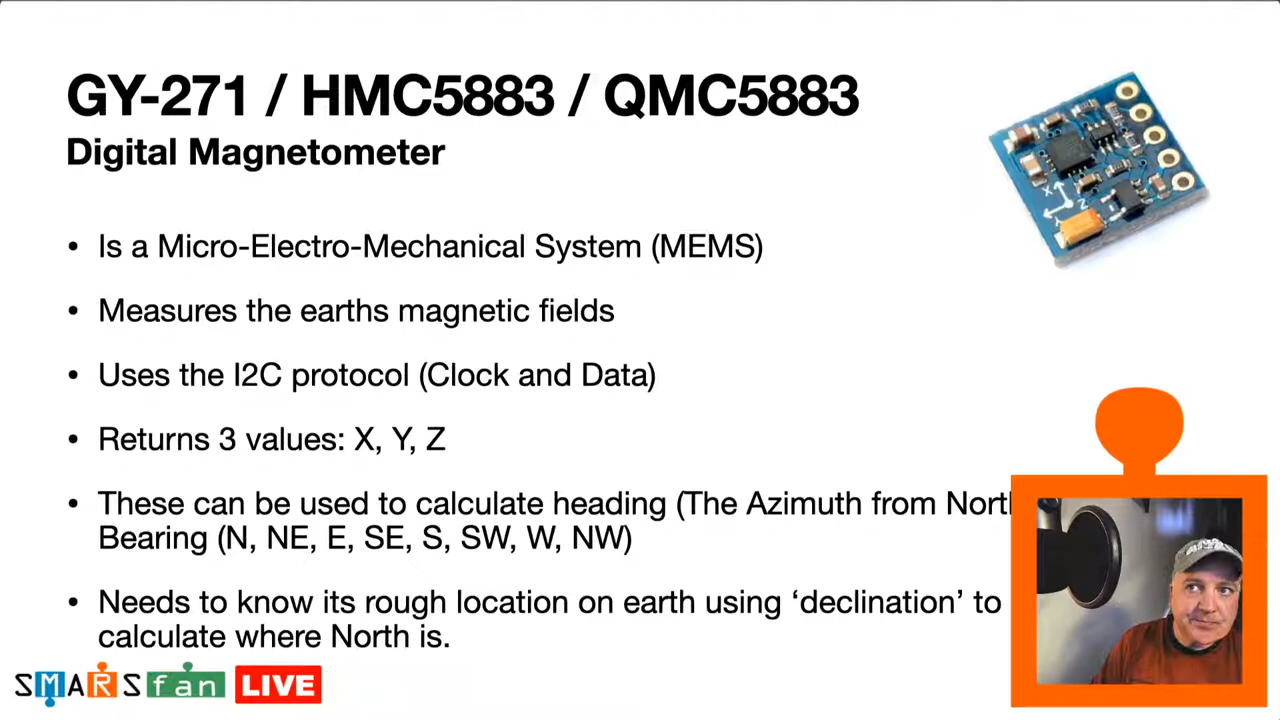 GY-271 / HMC5883 / QMC5883
Digital Magnetometer
• Is a Micro-Electro-Mechanical System (MEMS)
• Measures the earths magnetic fields
• Uses the I2C protocol (Clock and Data)
• Returns 3 values: X, Y, Z
• These can be used to calculate heading (The Azimuth from North
Bearing (N, NE, E, SE, S, SW, W, NW)
• Needs to know its rough location on earth using ‘declination’ to
calculate where North is.
X
Z
SMARSfan LIVE